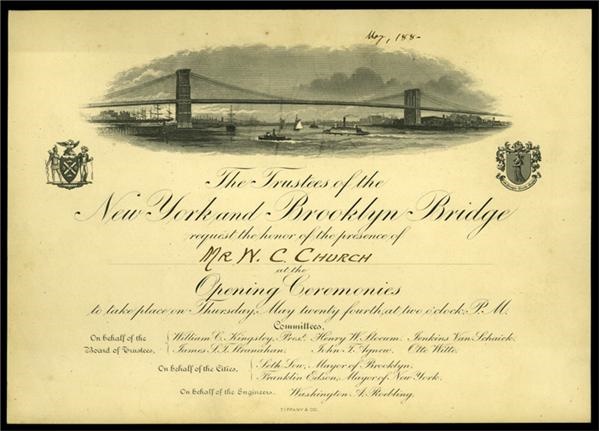 May, 188-
The Trustees of the
New York and Brooklyn Bridge
request the honor of the presence of
MR W. C. CHURCH
at the
Opening Ceremonies
to take place on Thursday, May twenty fourth, at two o'clock, P.M.
Committees,
On behalf of the Board of Trustees, William C. Kingsley, Prest. Henry W. Slocum. Jenkins Van Schaick.
James S.T. Stranahan, John T. Agnew. Otto Witte.
On behalf of the Cities, Seth Low, Mayor of Brooklyn.
Franklin Edson, Mayor of New York.
On behalf of the Engineers, Washington A. Roebling.
TIFFANY & CO.